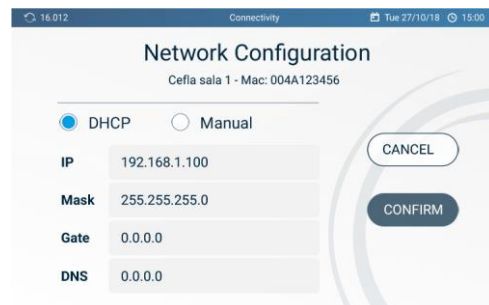 16.012 Connectivity Tue 27/10/18 15:00
Network Configuration
Cefla sala 1 - Mac: 004A123456
DHCP Manual
IP 192.168.1.100
Mask 255.255.255.0
Gate 0.0.0.0
DNS 0.0.0.0
CANCEL
CONFIRM